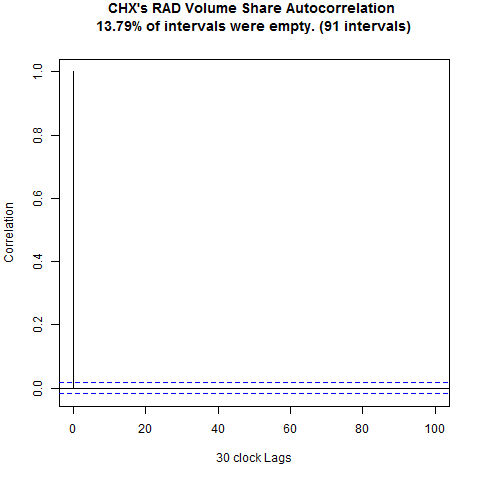 CHX's RAD Volume Share Autocorrelation
13.79% of intervals were empty. (91 intervals)
1.0
0.8
0.6
0.4
0.2
0.0
Correlation
0 20 40 60 80 100
30 clock Lags